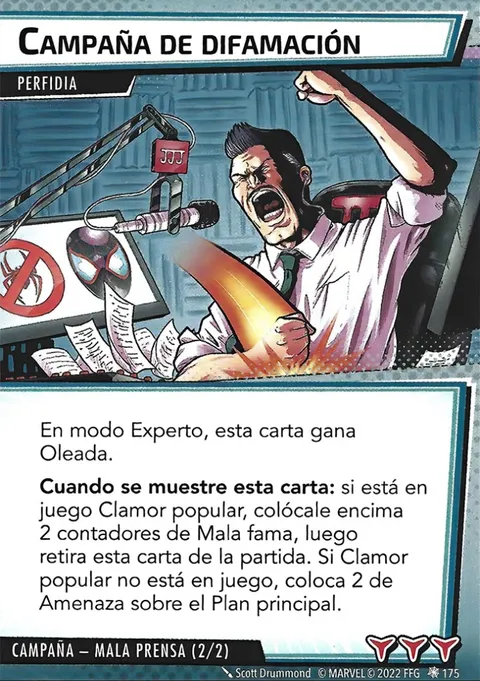 CAMPAÑA DE DIFAMACIÓN
PERFIDIA
JJJ
En modo Experto, esta carta gana
Oleada.
Cuando se muestre esta carta: si está en
juego Clamor popular, colócale encima
2 contadores de Mala fama, luego
retira esta carta de la partida. Si Clamor
popular no está en juego, coloca 2 de
Amenaza sobre el Plan principal.
CAMPAÑA – MALA PRENSA (2/2)
Scott Drummond © MARVEL © 2022 FFG 175